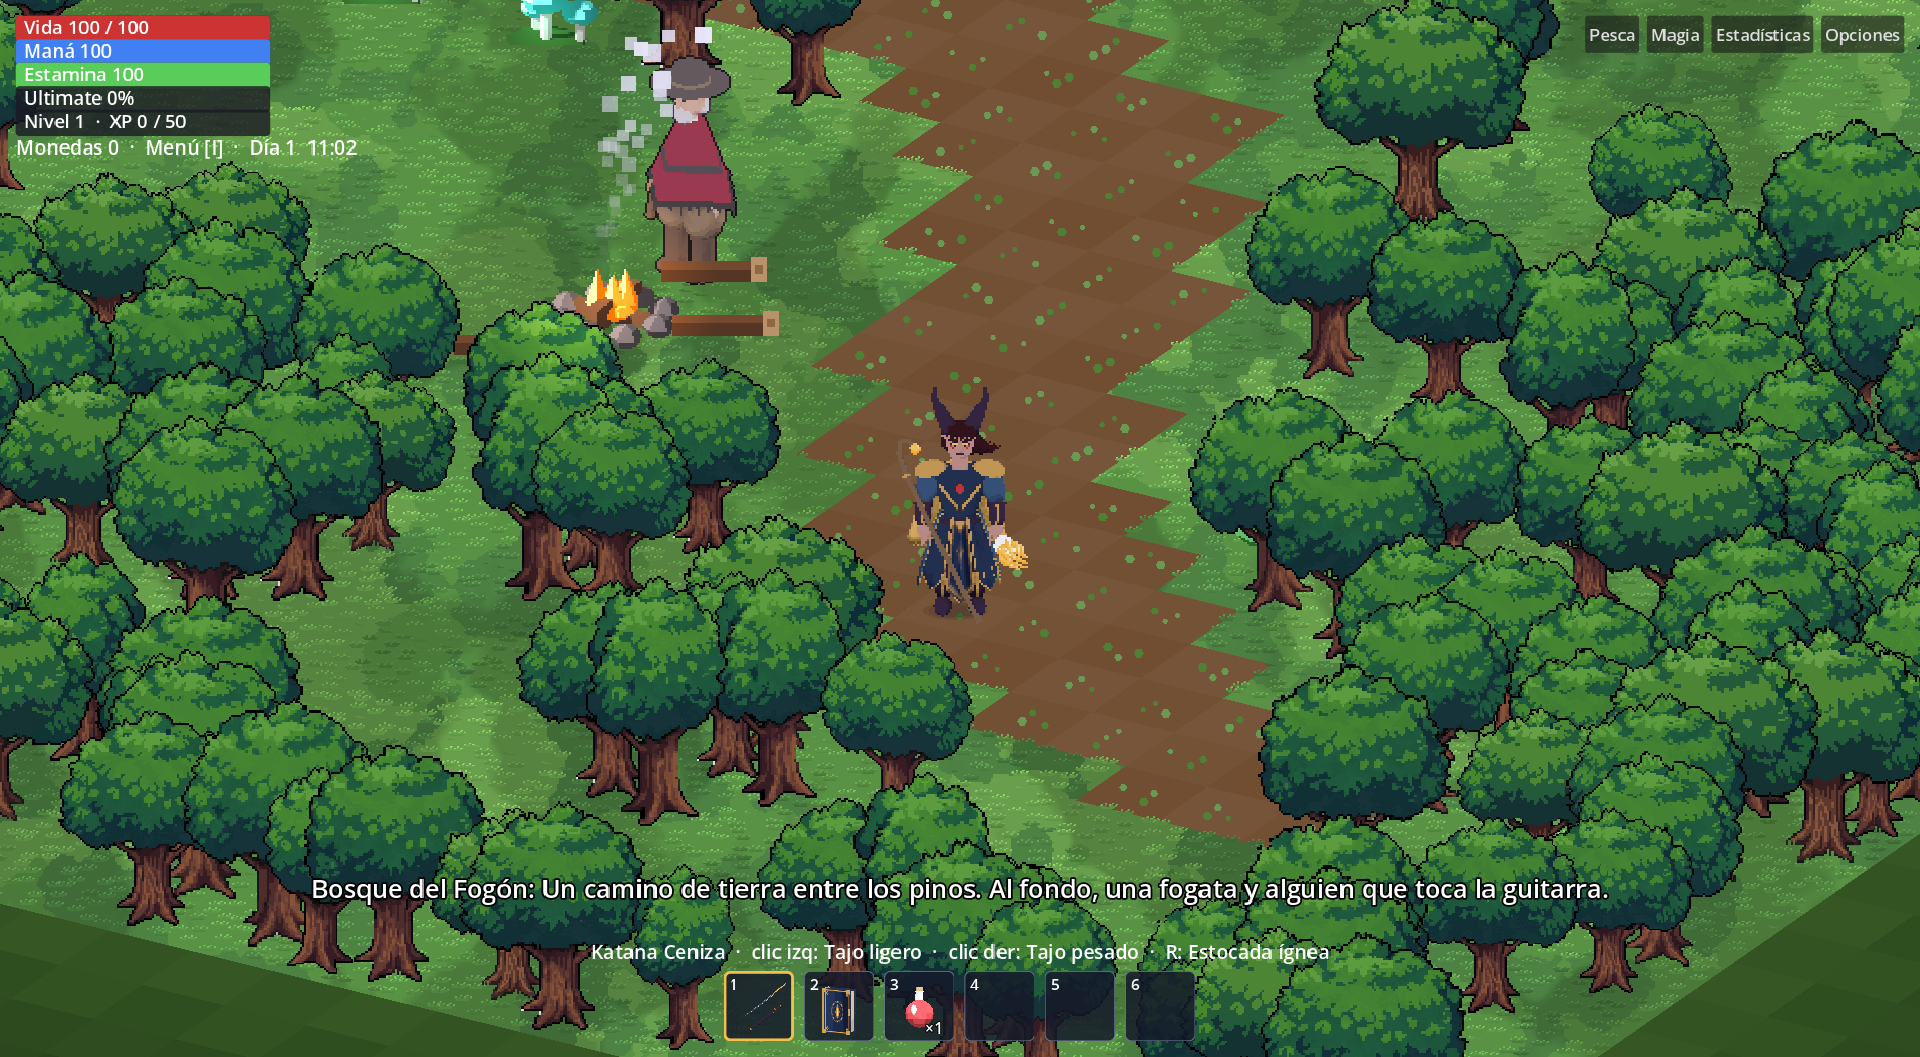 Vida 100 / 100
Maná 100
Estamina 100
Ultimate 0%
Nivel 1 · XP 0 / 50
Monedas 0 · Menú [I] · Día 1 11:02
Pesca Magia Estadísticas Opciones
Bosque del Fogón: Un camino de tierra entre los pinos. Al fondo, una fogata y alguien que toca la guitarra.
Katana Ceniza · clic izq: Tajo ligero · clic der: Tajo pesado · R: Estocada ígnea
1 2 3 4 5 6
×1